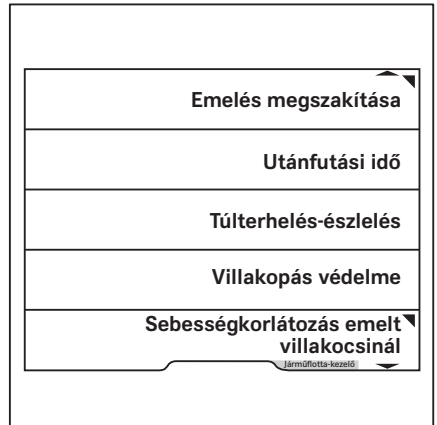 Emelés megszakítása
Utánfutási idő
Túlterhelés-észlelés
Villakopás védelme
Sebességkorlátozás emelt
villakocsinál
Járműflotta-kezelő